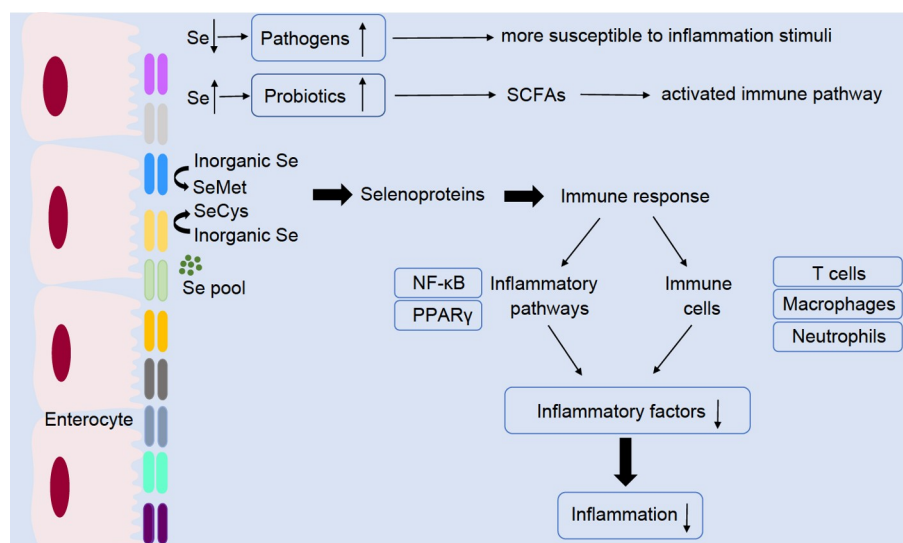 Se Pathogens more susceptible to inflammation stimuli
Se Probiotics SCFAs activated immune pathway
Inorganic Se
SeMet
SeCys
Inorganic Se
Selenoproteins Immune response
Se pool
NF-κB
PPARγ
Inflammatory
pathways
Immune
cells
T cells
Macrophages
Neutrophils
Enterocyte
Inflammatory factors
Inflammation